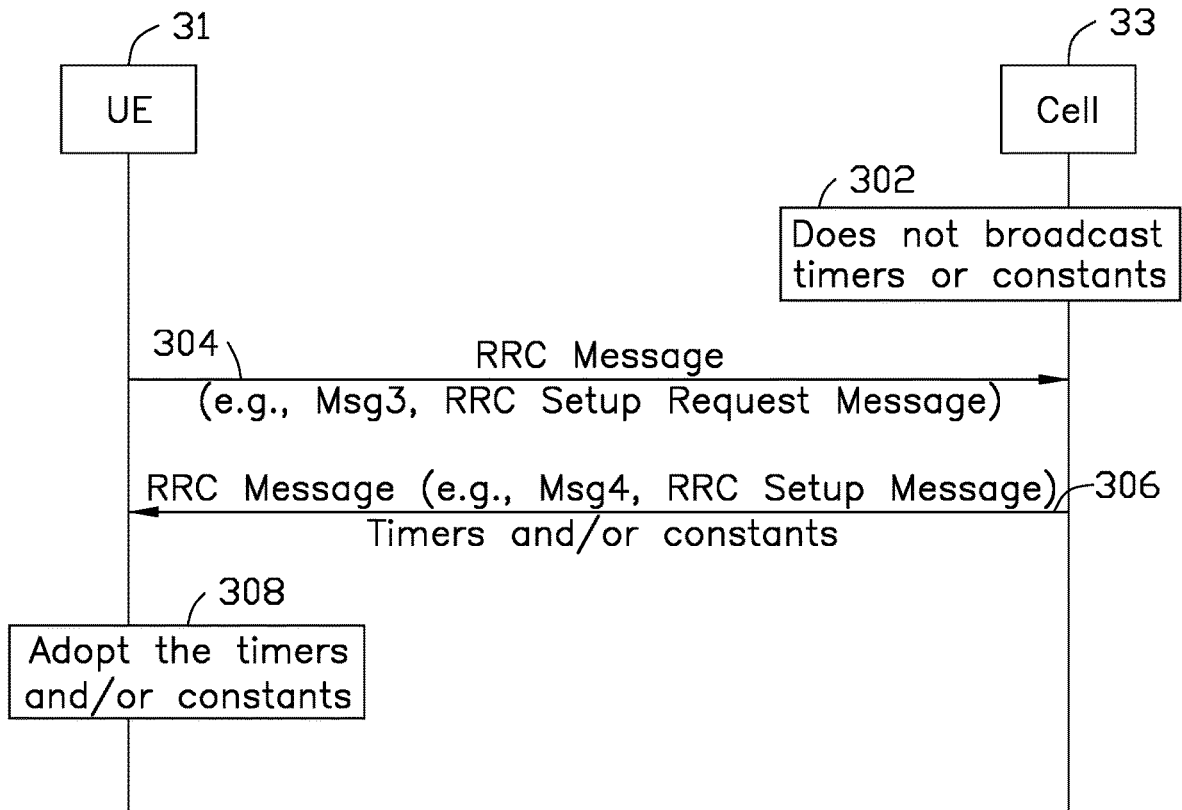 31
33
UE
Cell
302
Does not broadcast
timers or constants
304
RRC Message
(e.g., Msg3, RRC Setup Request Message)
RRC Message (e.g., Msg4, RRC Setup Message)
306
Timers and/or constants
308
Adopt the timers
and/or constants